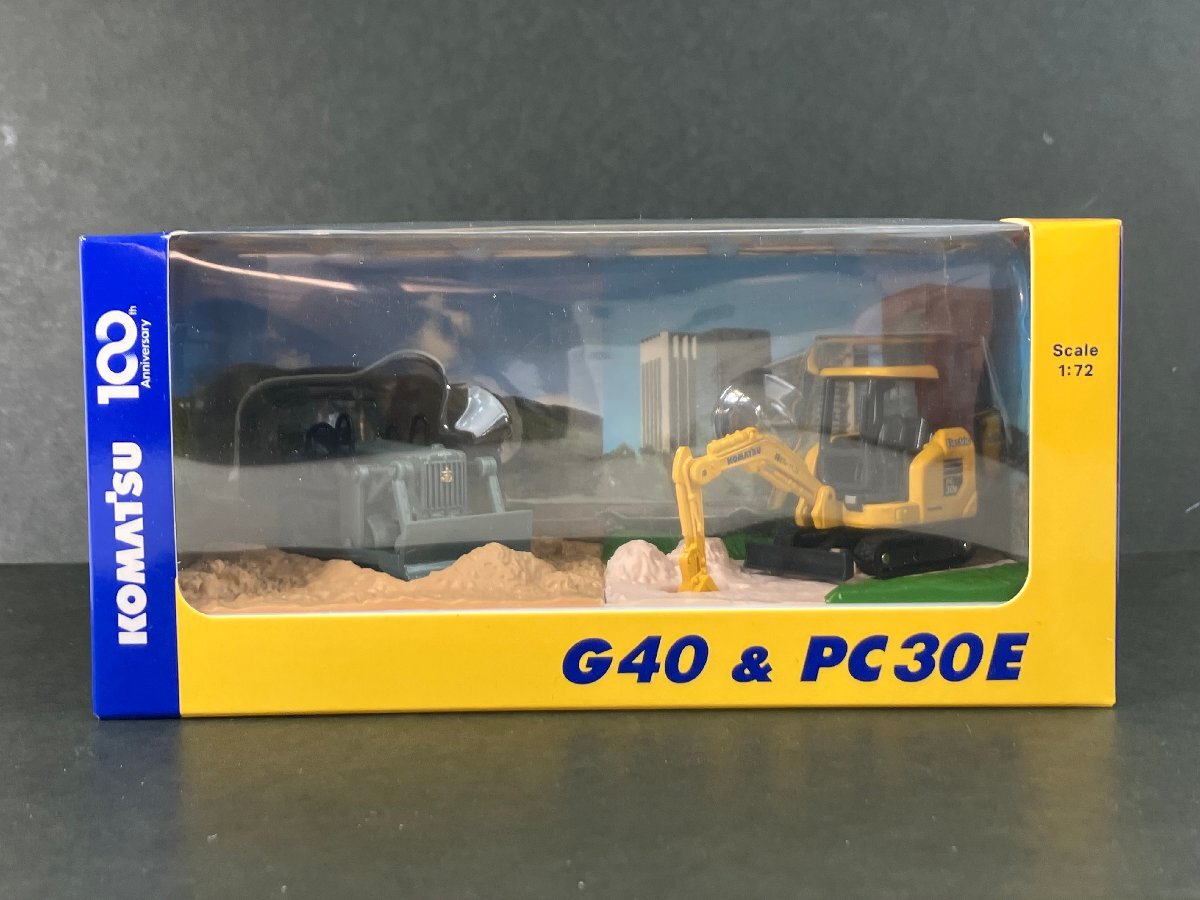 KOMATSU 100th
Anniversary
Scale
1:72
KOMATSU
G40 & PC30E